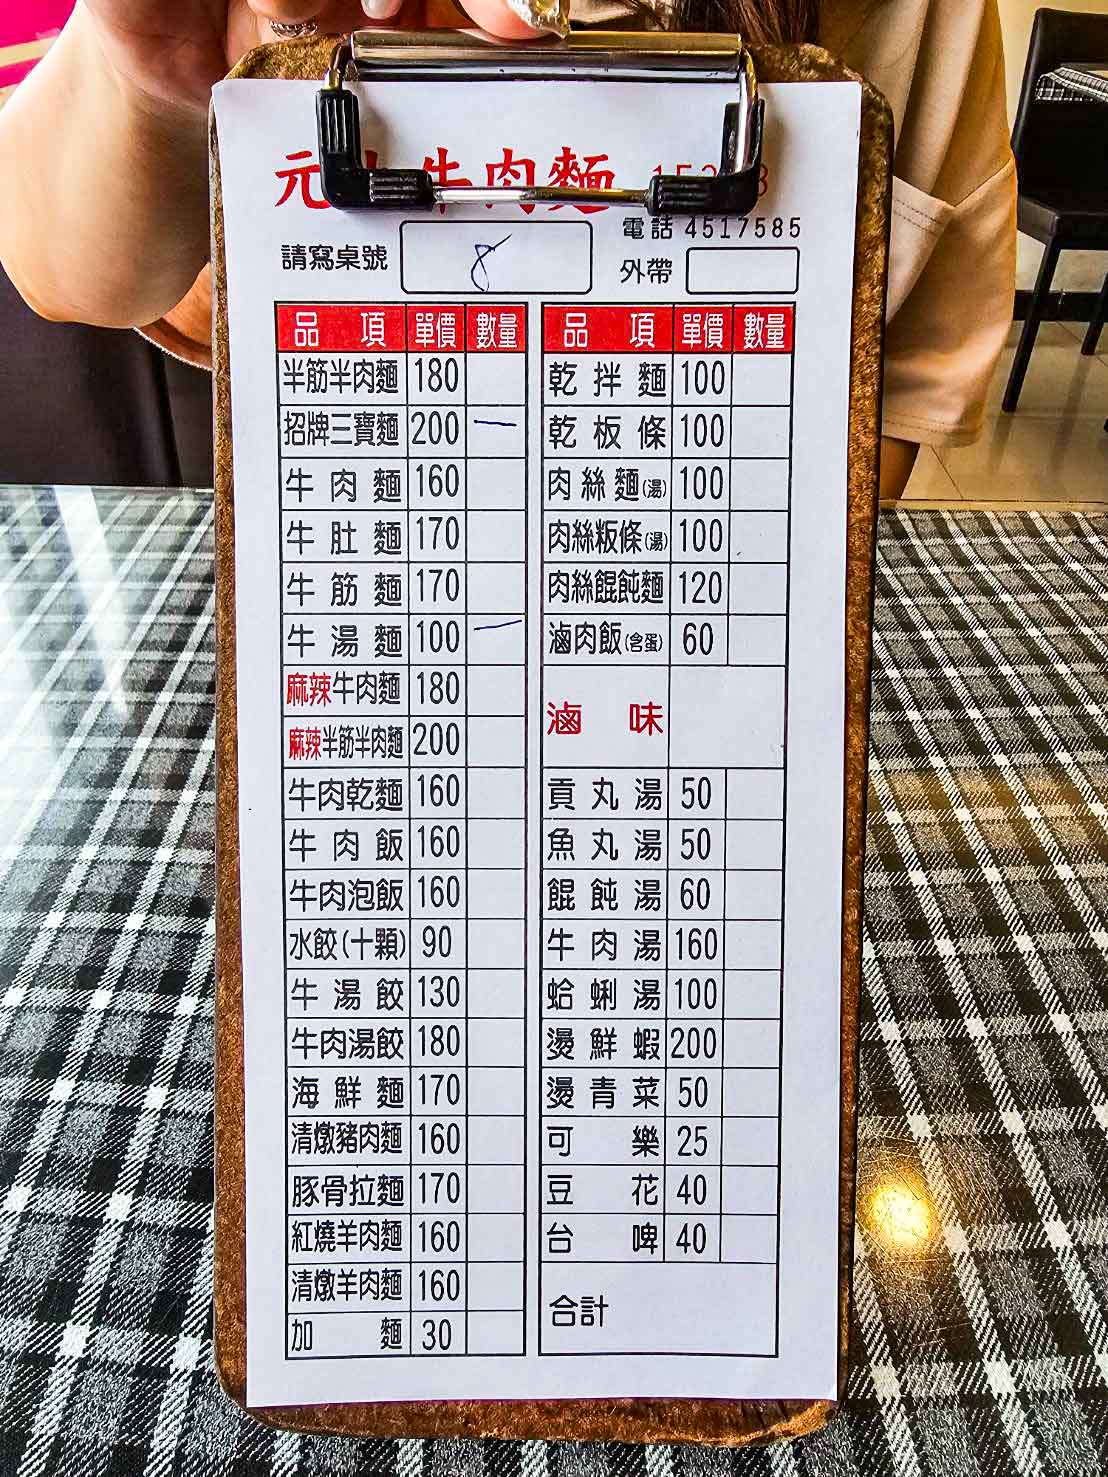 元 牛肉麵
電話 4517585
請寫桌號 8
外帶
品項 單價 數量
半筋半肉麵 180
招牌三寶麵 200 一
牛肉麵 160
牛肚麵 170
牛筋麵 170
牛湯麵 100 一
麻辣牛肉麵 180
麻辣半筋半肉麵 200
牛肉乾麵 160
牛肉飯 160
牛肉泡飯 160
水餃(十顆) 90
牛湯餃 130
牛肉湯餃 180
海鮮麵 170
清燉豬肉麵 160
豚骨拉麵 170
紅燒羊肉麵 160
清燉羊肉麵 160
加麵 30
品項 單價 數量
乾拌麵 100
乾板條 100
肉絲麵(湯) 100
肉絲粄條(湯) 100
肉絲餛飩麵 120
滷肉飯(含蛋) 60
滷味
貢丸湯 50
魚丸湯 50
餛飩湯 60
牛肉湯 160
蛤蜊湯 100
燙鮮蝦 200
燙青菜 50
可樂 25
豆花 40
台啤 40
合計